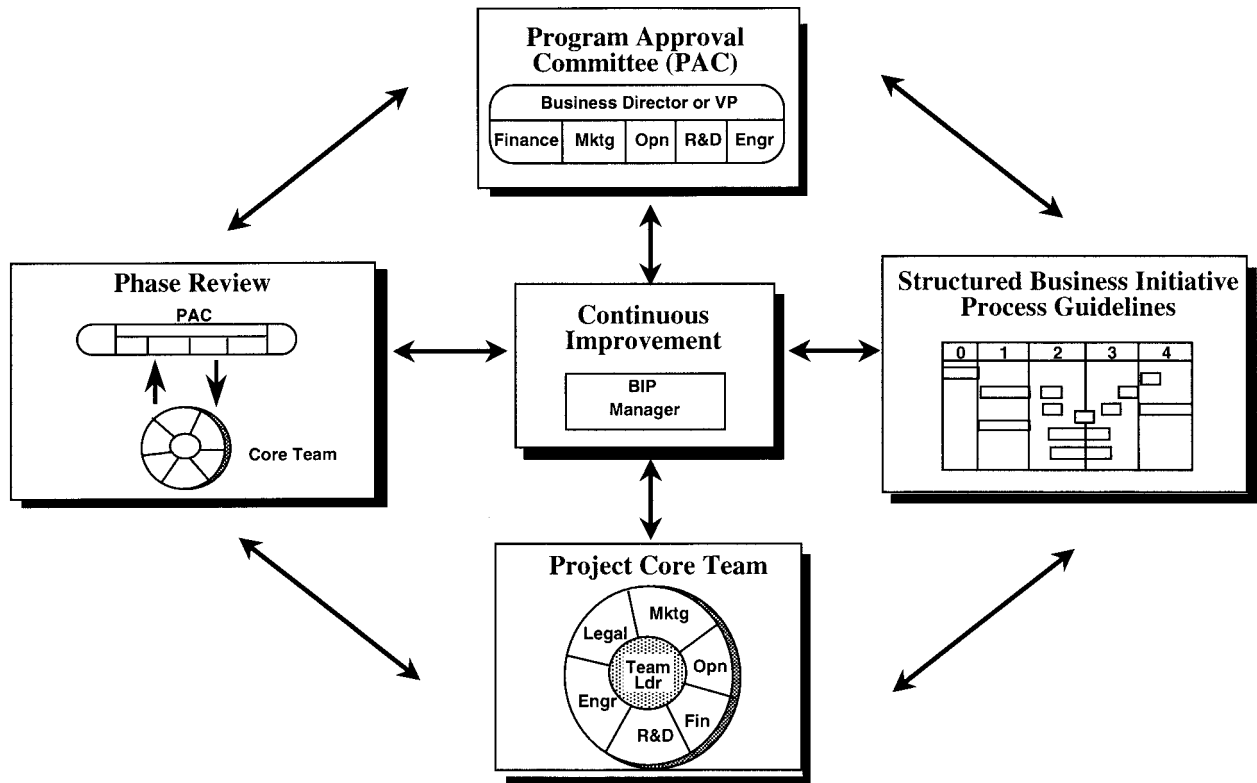 Program Approval
Committee (PAC)
Business Director or VP
Finance Mktg Opn R&D Engr
Phase Review
PAC
Core Team
Continuous
Improvement
BIP
Manager
Structured Business Initiative
Process Guidelines
0 1 2 3 4
Project Core Team
Mktg
Legal
Opn
Team
Ldr
Engr
Fin
R&D